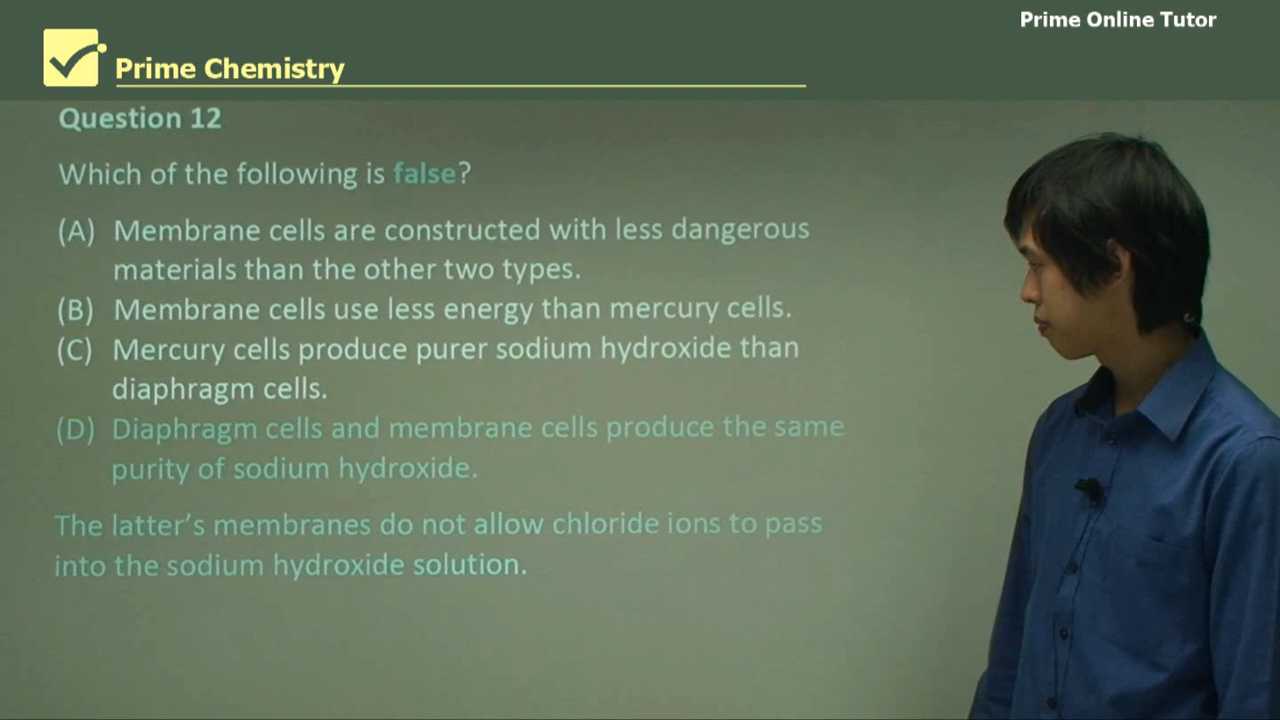 Prime Online Tutor
Prime Chemistry
Question 12
Which of the following is false?
(A) Membrane cells are constructed with less dangerous
materials than the other two types.
(B) Membrane cells use less energy than mercury cells.
(C) Mercury cells produce purer sodium hydroxide than
diaphragm cells.
(D) Diaphragm cells and membrane cells produce the same
purity of sodium hydroxide.
The latter’s membranes do not allow chloride ions to pass
into the sodium hydroxide solution.